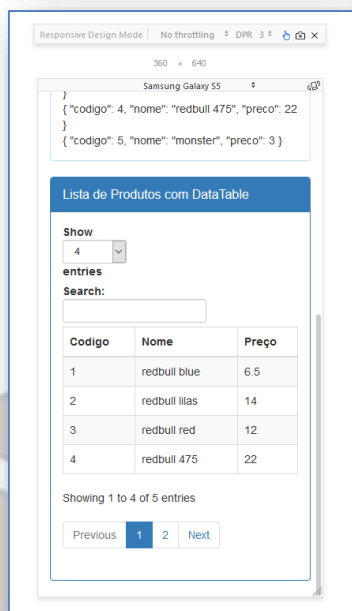 Responsive Design Mode No throttling DPR 3
360 × 640
Samsung Galaxy S5
}
{ "codigo": 4, "nome": "redbull 475", "preco": 22
}
{ "codigo": 5, "nome": "monster", "preco": 3 }
Lista de Produtos com DataTable
Show
4
entries
Search:
Codigo Nome Preço
1 redbull blue 6.5
2 redbull lilas 14
3 redbull red 12
4 redbull 475 22
Showing 1 to 4 of 5 entries
Previous 1 2 Next